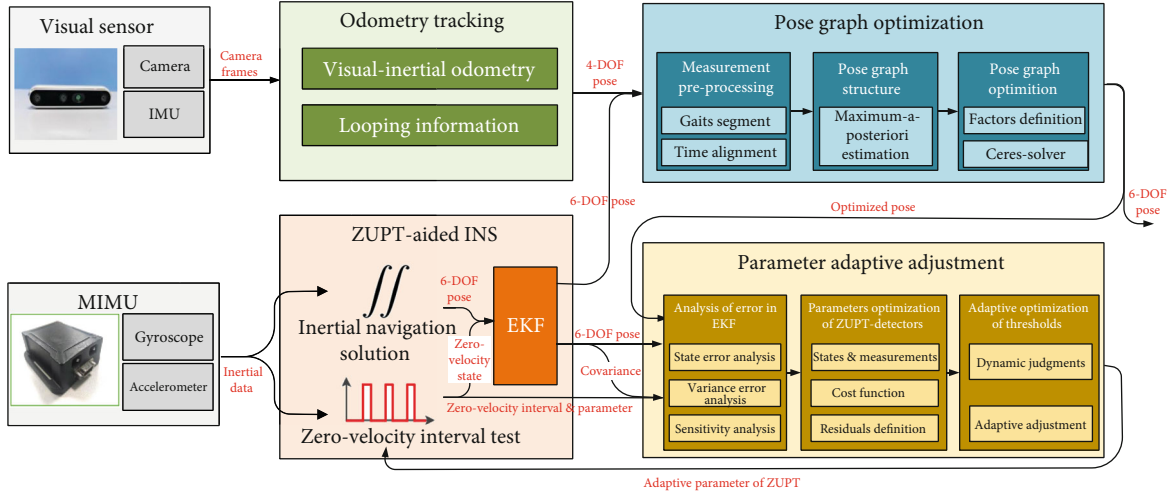 Visual sensor
Camera
IMU
Camera
frames
Odometry tracking
Visual-inertial odometry
Looping information
4-DOF
pose
Pose graph optimization
Measurement
pre-processing
Gaits segment
Time alignment
Pose graph
structure
Maximum-a-
posteriori
estimation
Pose graph
optimition
Factors definition
Ceres-solver
6-DOF
pose
6-DOF pose
Optimized pose
MIMU
Gyroscope
Accelerometer
Inertial
data
ZUPT-aided INS
∬
Inertial navigation
solution
6-DOF
pose
Zero-
velocity
state
EKF
Zero-velocity interval test
6-DOF pose
Covariance
Zero-velocity interval & parameter
Parameter adaptive adjustment
Analysis of error in
EKF
State error analysis
Variance error
analysis
Sensitivity analysis
Parameters optimization
of ZUPT-detectors
States & measurements
Cost function
Residuals definition
Adaptive optimization
of thresholds
Dynamic judgments
Adaptive adjustment
Adaptive parameter of ZUPT